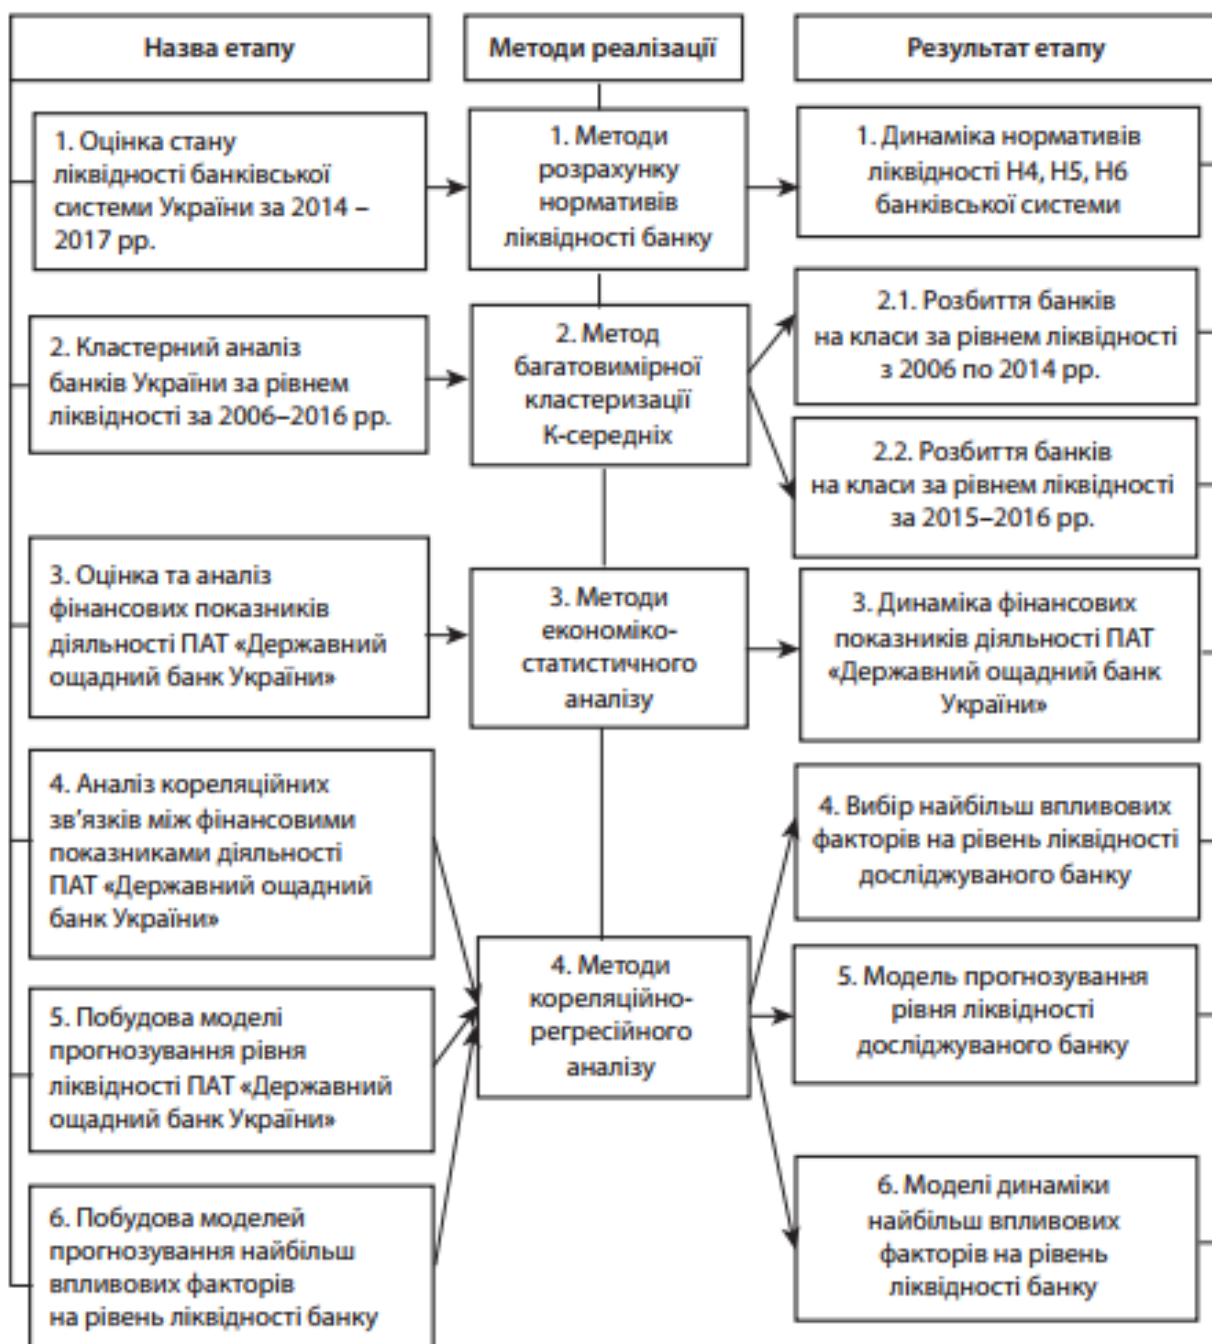 Назва етапу
Методи реалізації
Результат етапу
1. Оцінка стану
ліквідності банківської
системи України за 2014 –
2017 рр.
1. Методи
розрахунку
нормативів
ліквідності банку
1. Динаміка нормативів
ліквідності Н4, Н5, Н6
банківської системи
2. Кластерний аналіз
банків України за рівнем
ліквідності за 2006–2016 рр.
2. Метод
багатовимірної
кластеризації
К-середніх
2.1. Розбиття банків
на класи за рівнем ліквідності
з 2006 по 2014 рр.
2.2. Розбиття банків
на класи за рівнем ліквідності
за 2015–2016 рр.
3. Оцінка та аналіз
фінансових показників
діяльності ПАТ «Державний
ощадний банк України»
3. Методи
економіко-
статистичного
аналізу
3. Динаміка фінансових
показників діяльності ПАТ
«Державний ощадний банк
України»
4. Аналіз кореляційних
зв’язків між фінансовими
показниками діяльності
ПАТ «Державний ощадний
банк України»
5. Побудова моделі
прогнозування рівня
ліквідності ПАТ «Державний
ощадний банк України»
6. Побудова моделей
прогнозування найбільш
впливових факторів
на рівень ліквідності банку
4. Методи
кореляційно-
регресійного
аналізу
4. Вибір найбільш впливових
факторів на рівень ліквідності
досліджуваного банку
5. Модель прогнозування
рівня ліквідності
досліджуваного банку
6. Моделі динаміки
найбільш впливових
факторів на рівень
ліквідності банку